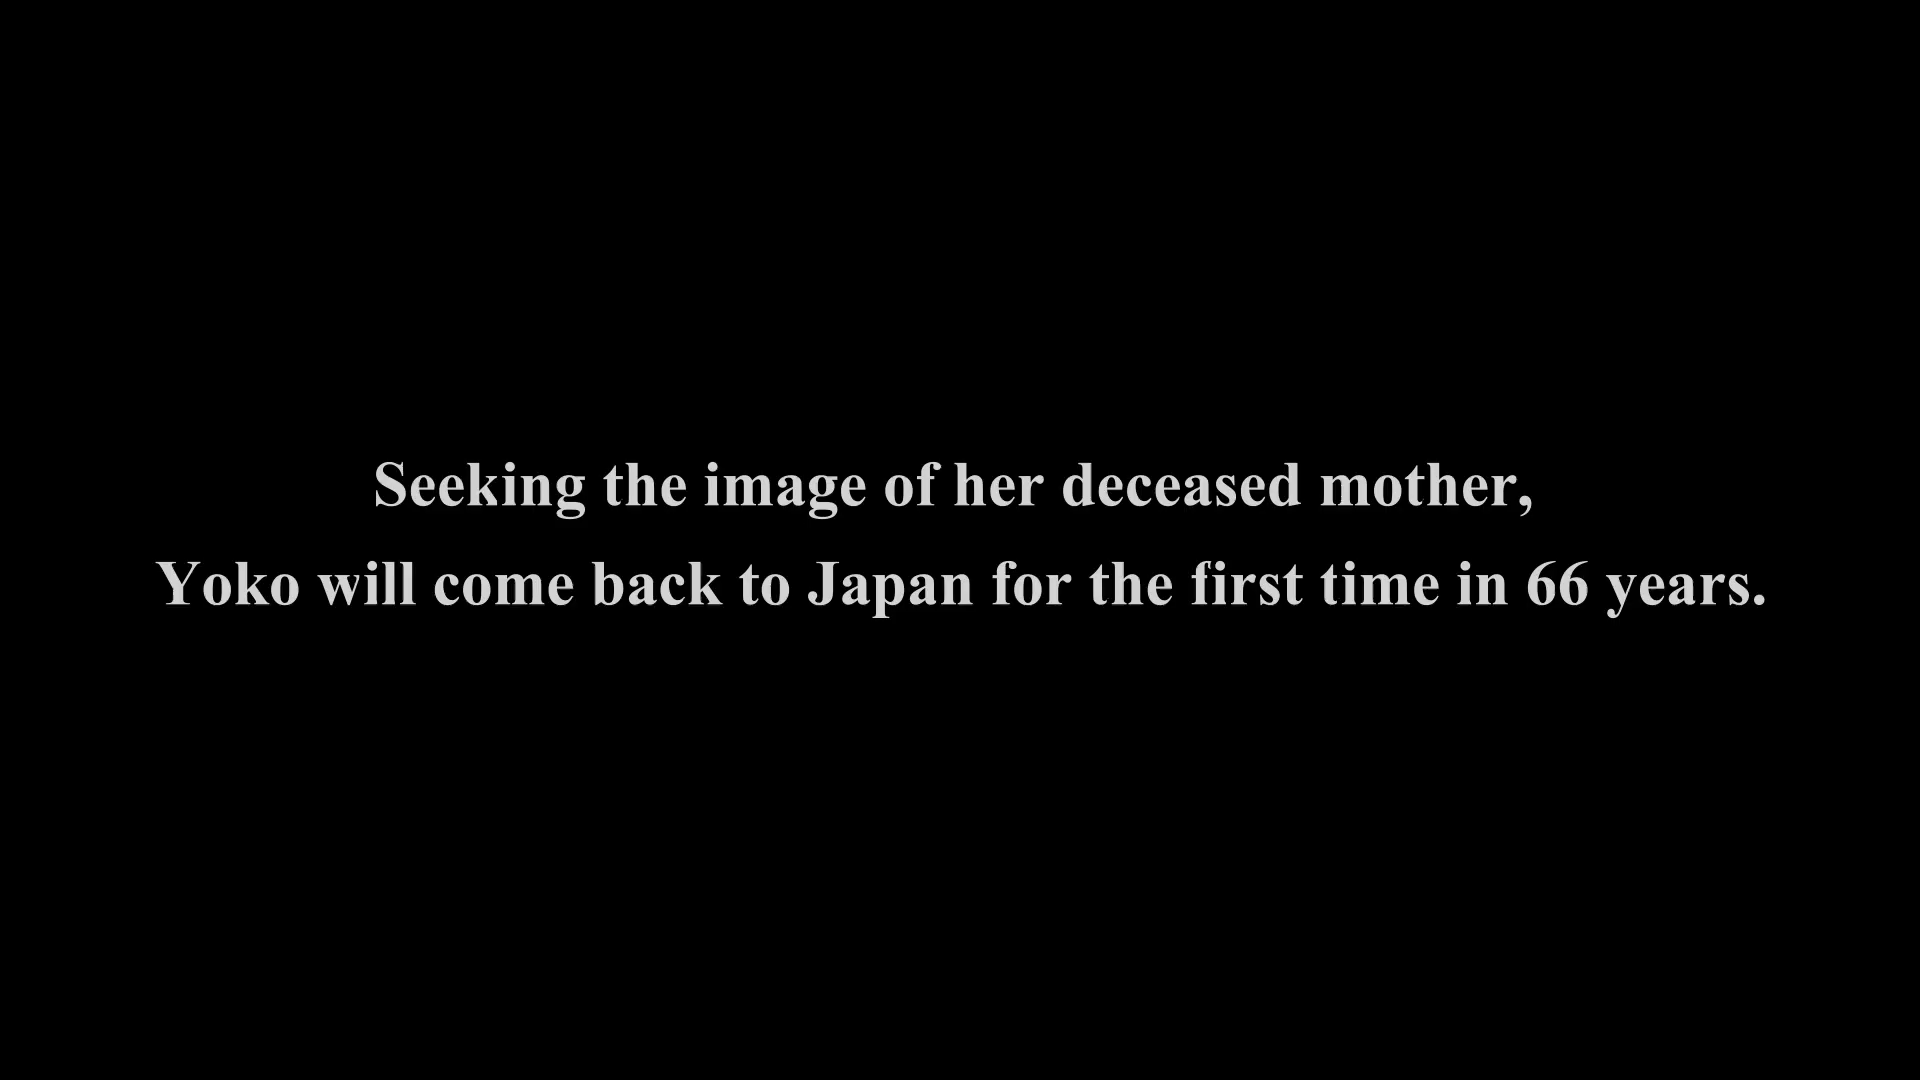 Seeking the image of her deceased mother,
Yoko will come back to Japan for the first time in 66 years.